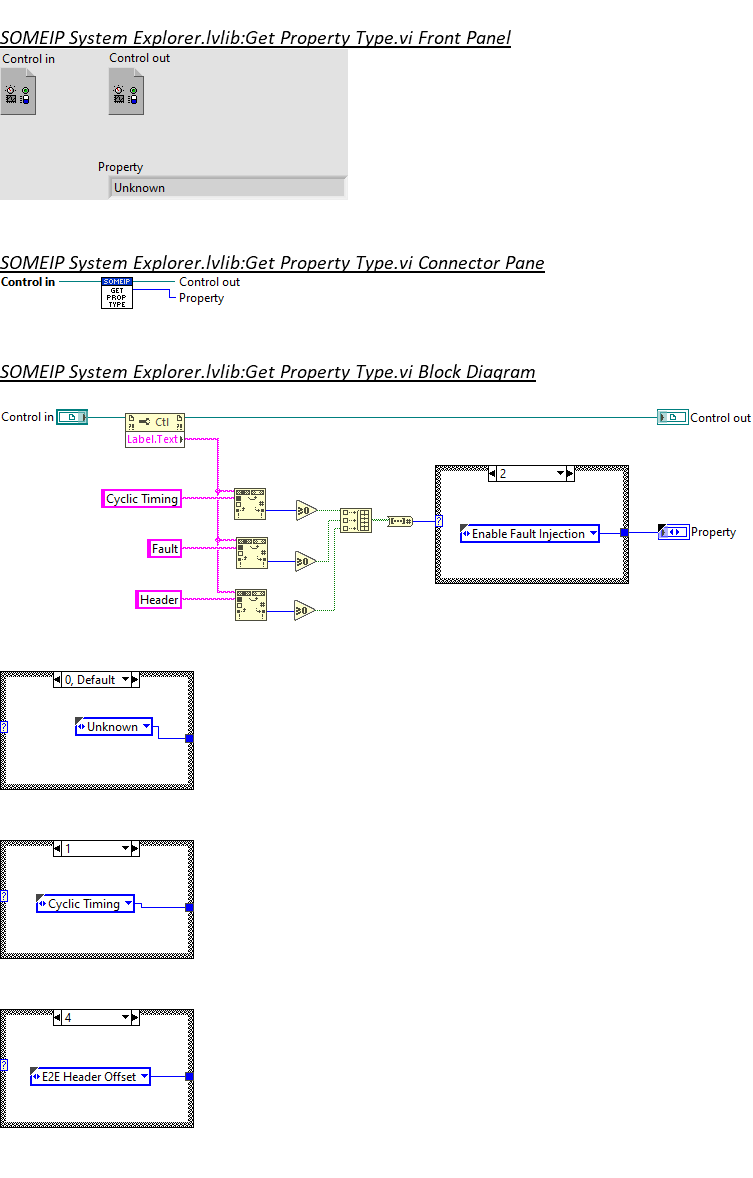 SOMEIP System Explorer.lvlib:Get Property Type.vi Front Panel
Control in
Control out
Property
Unknown
SOMEIP System Explorer.lvlib:Get Property Type.vi Connector Pane
Control in
SOMEIP
GET
PROP
TYPE
Control out
Property
SOMEIP System Explorer.lvlib:Get Property Type.vi Block Diagram
Control in
Ctl
Label.Text
Control out
Cyclic Timing
≥0
2
Enable Fault Injection
Property
Fault
≥0
Header
≥0
0, Default
Unknown
1
Cyclic Timing
4
E2E Header Offset